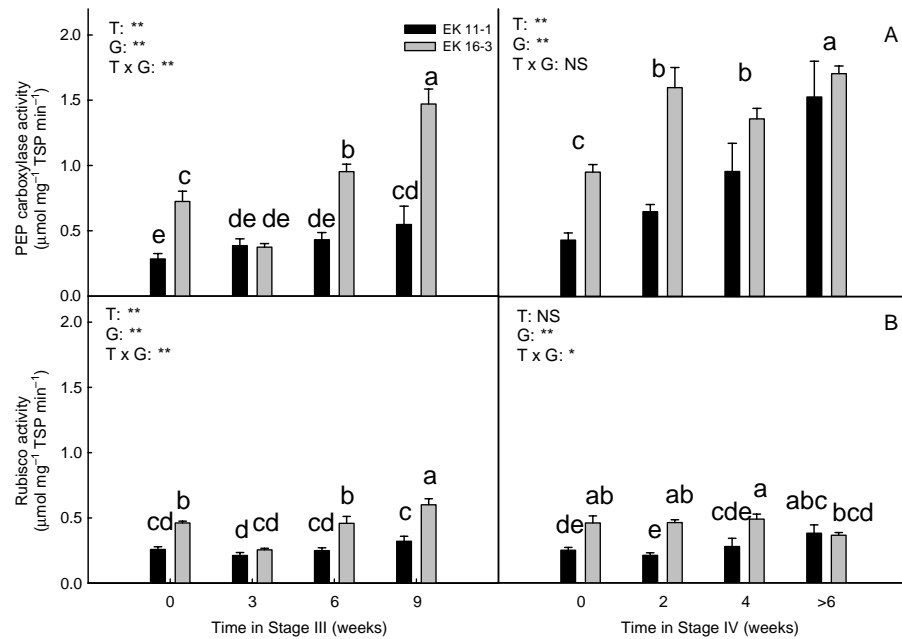 T: **
G: **
T x G: **
EK 11-1
EK 16-3
T: **
G: **
T x G: NS
A
PEP carboxylase activity
(μmol mg⁻¹ TSP min⁻¹)
2.0
1.5
1.0
0.5
0.0
e
c
de
de
de
b
cd
a
c
b
b
a
T: **
G: **
T x G: **
T: NS
G: **
T x G: *
B
Rubisco activity
(μmol mg⁻¹ TSP min⁻¹)
2.0
1.5
1.0
0.5
0.0
cd
b
d
cd
cd
b
c
a
de
ab
e
ab
cde
a
abc
bcd
0
3
6
9
0
2
4
>6
Time in Stage III (weeks)
Time in Stage IV (weeks)